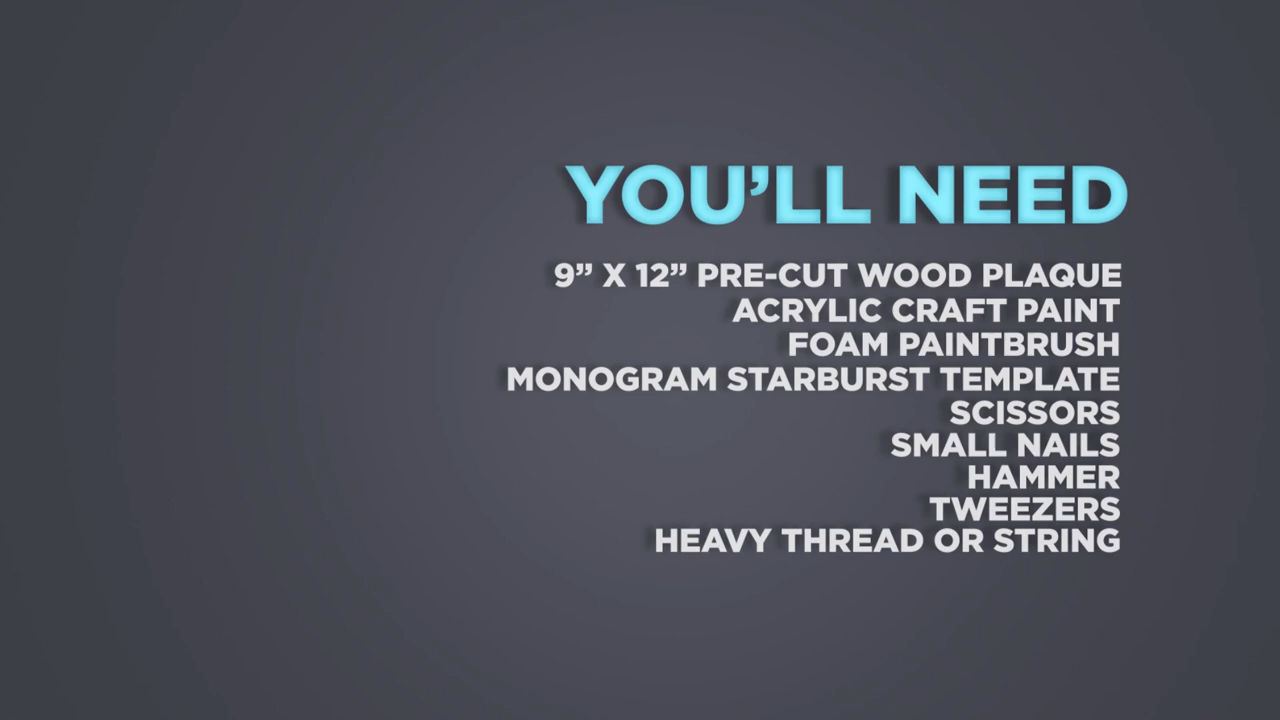 YOU’LL NEED
9” X 12” PRE-CUT WOOD PLAQUE
ACRYLIC CRAFT PAINT
FOAM PAINTBRUSH
MONOGRAM STARBURST TEMPLATE
SCISSORS
SMALL NAILS
HAMMER
TWEEZERS
HEAVY THREAD OR STRING